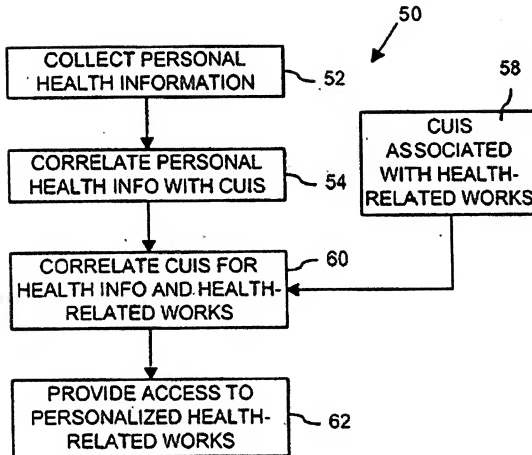 50
COLLECT PERSONAL
HEALTH INFORMATION
52
58
CUIS
ASSOCIATED
WITH HEALTH-
RELATED WORKS
CORRELATE PERSONAL
HEALTH INFO WITH CUIS
54
CORRELATE CUIS FOR
HEALTH INFO AND HEALTH-
RELATED WORKS
60
PROVIDE ACCESS TO
PERSONALIZED HEALTH-
RELATED WORKS
62